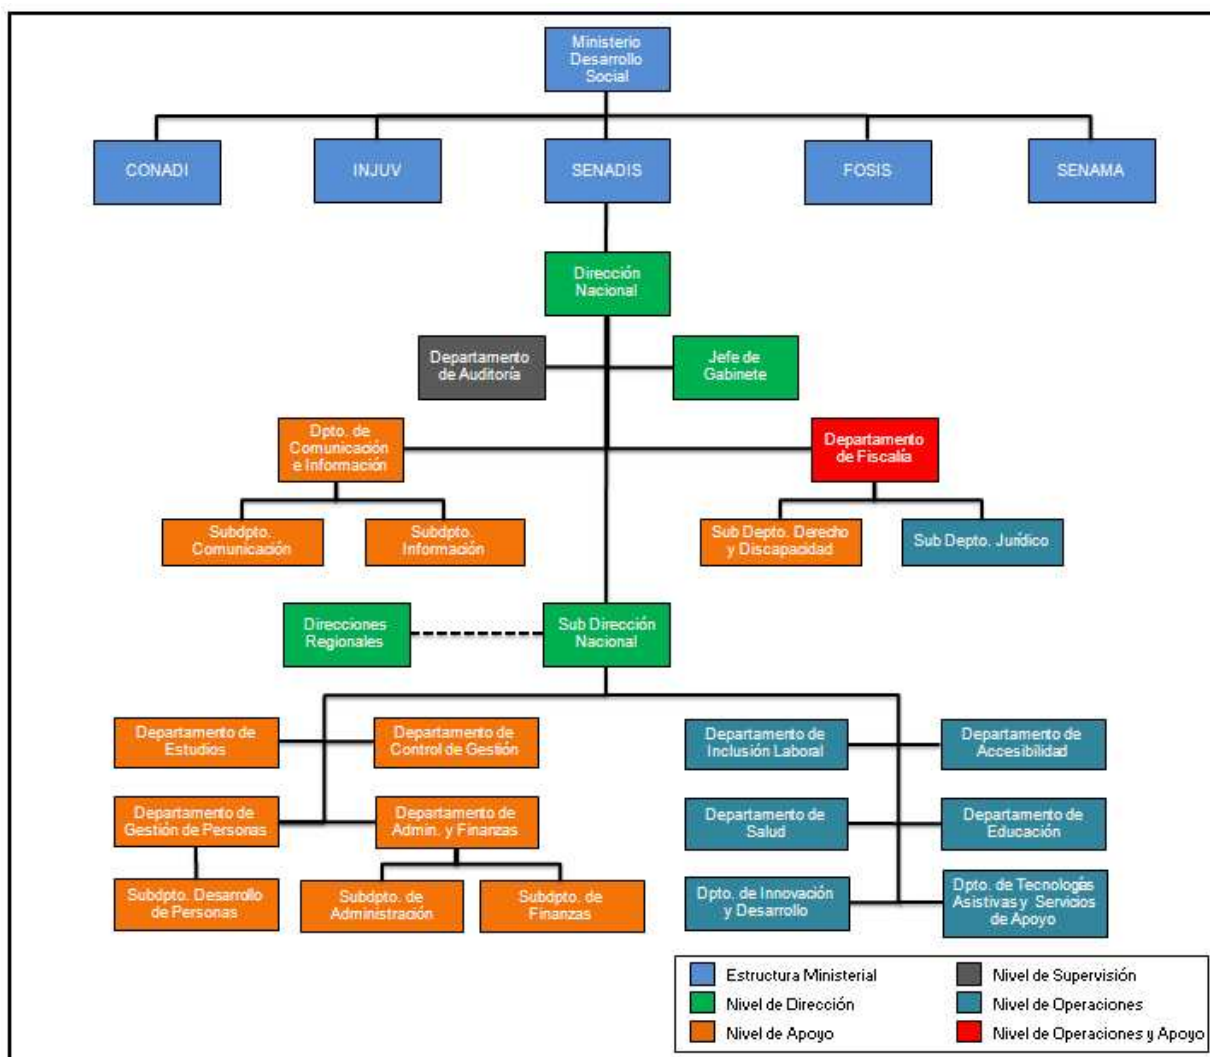 Ministerio
Desarrollo
Social
CONADI
INJUV
SENADIS
FOSIS
SENAMA
Dirección
Nacional
Departamento
de Auditoría
Jefe de
Gabinete
Dpto. de
Comunicación
e Información
Departamento
de Fiscalía
Subdpto.
Comunicación
Subdpto.
Información
Sub Depto. Derecho
y Discapacidad
Sub Depto. Jurídico
Direcciones
Regionales
Sub Dirección
Nacional
Departamento de
Estudios
Departamento de
Control de Gestión
Departamento de
Inclusión Laboral
Departamento de
Accesibilidad
Departamento de
Gestión de Personas
Departamento de
Admin. y Finanzas
Departamento de
Salud
Departamento de
Educación
Subdpto. Desarrollo
de Personas
Subdpto. de
Administración
Subdpto. de
Finanzas
Dpto. de Innovación
y Desarrollo
Dpto. de Tecnologías
Asistivas y Servicios
de Apoyo
Estructura Ministerial
Nivel de Supervisión
Nivel de Dirección
Nivel de Operaciones
Nivel de Apoyo
Nivel de Operaciones y Apoyo